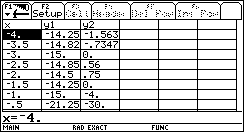 F1 F2 F3 F4 F5 F6 F7
Setup Cell Header Del Row Ins Row
x y1 y2
-4. -14.25 -1.563
-3.5 -14.82 -.7347
-3. -15. 0.
-2.5 -14.85 .56
-2. -14.5 .75
-1.5 -14.25 0.
-1. -15. -4.
-.5 -21.25 -30.
x=-4.
MAIN RAD EXACT FUNC